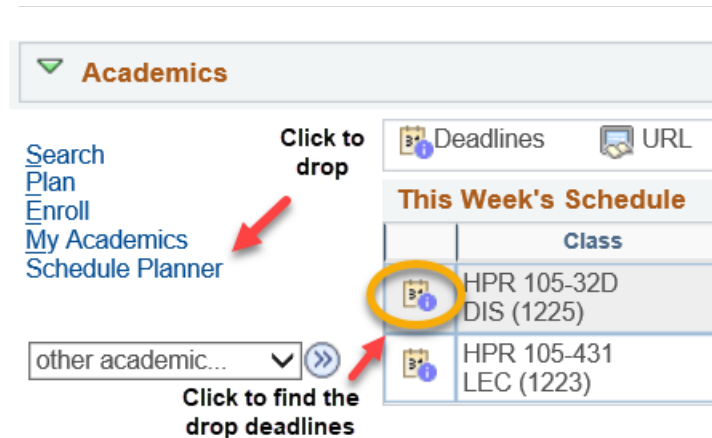 Academics
Search
Plan
Enroll
My Academics
Schedule Planner
Click to
drop
other academic...
Click to find the
drop deadlines
Deadlines
URL
This Week's Schedule
Class
HPR 105-32D
DIS (1225)
HPR 105-431
LEC (1223)